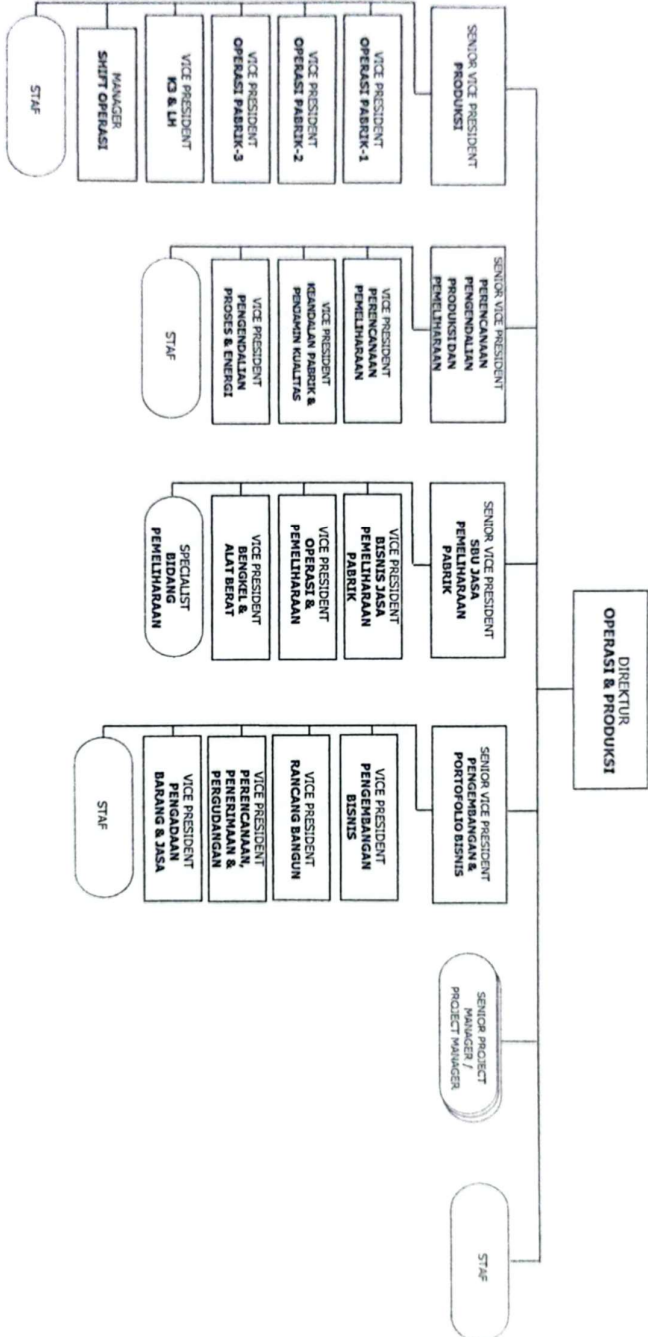 DIREKTUR
OPERASI & PRODUKSI
SENIOR VICE PRESIDENT
PRODUKSI
VICE PRESIDENT
OPERASI PABRIK-1
VICE PRESIDENT
OPERASI PABRIK-2
VICE PRESIDENT
OPERASI PABRIK-3
VICE PRESIDENT
K3 & LH
MANAGER
SHIFT OPERASI
STAF
SENIOR VICE PRESIDENT
PERENCANAAN
PENGENDALIAN
PRODUKSI DAN
PEMELIHARAAN
VICE PRESIDENT
PERENCANAAN
PEMELIHARAAN
VICE PRESIDENT
KEANDALAN PABRIK &
PENJAMIN KUALITAS
VICE PRESIDENT
PENGENDALIAN
PROSES & ENERGI
STAF
SENIOR VICE PRESIDENT
SBU JASA
PEMELIHARAAN
PABRIK
VICE PRESIDENT
BISNIS JASA
PEMELIHARAAN
PABRIK
VICE PRESIDENT
OPERASI &
PEMELIHARAAN
VICE PRESIDENT
BENGKEL &
ALAT BERAT
SPECIALIST
BIDANG
PEMELIHARAAN
SENIOR VICE PRESIDENT
PENGEMBANGAN &
PORTOFOLIO BISNIS
VICE PRESIDENT
PENGEMBANGAN
BISNIS
VICE PRESIDENT
RANCANG BANGUN
VICE PRESIDENT
PERENCANAAN,
PENERIMAAN &
PERGUDANGAN
VICE PRESIDENT
PENGADAAN
BARANG & JASA
STAF
SENIOR PROJECT
MANAGER /
PROJECT MANAGER
STAF